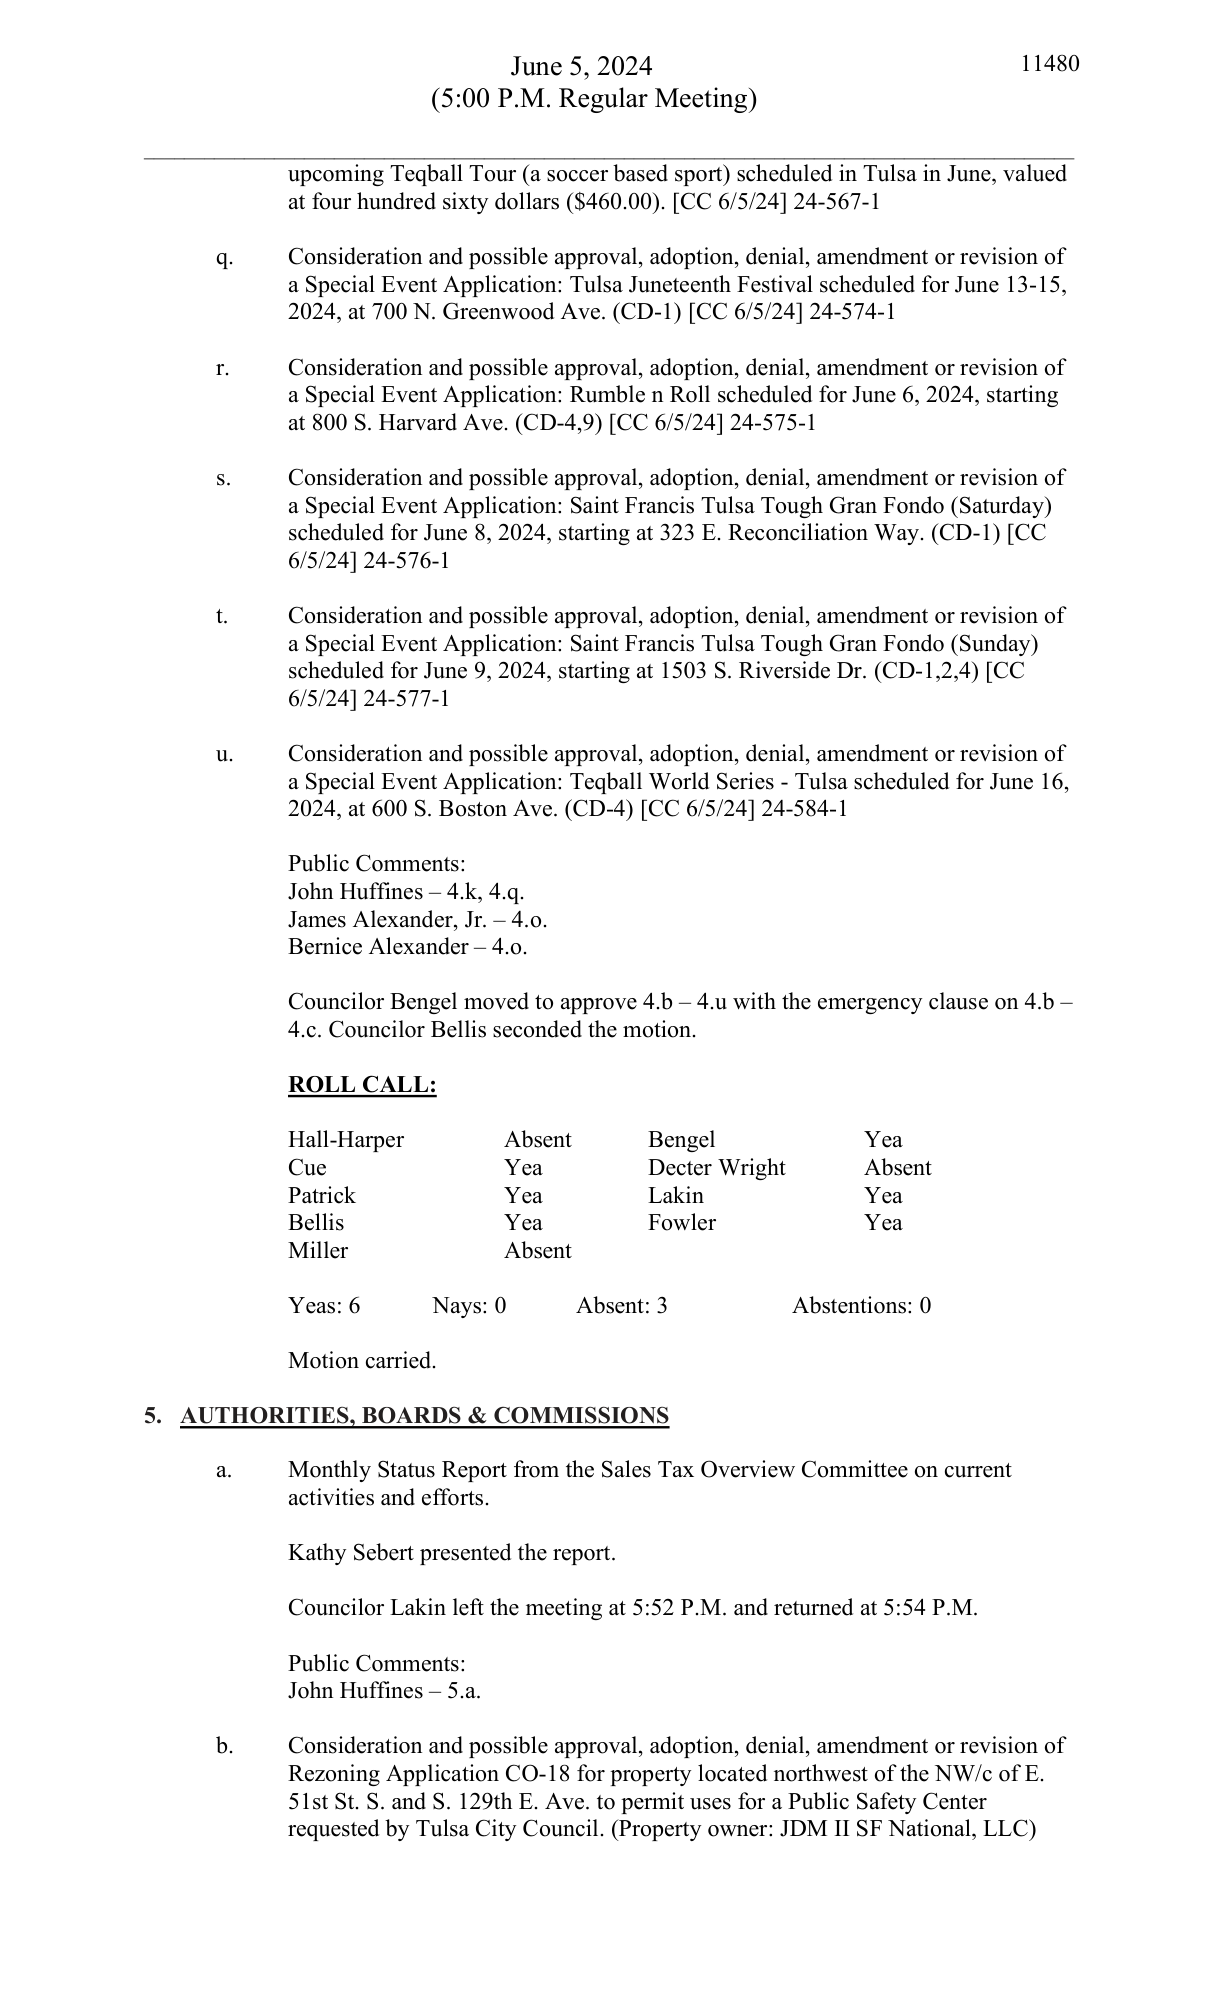 June 5, 2024
11480
(5:00 P.M. Regular Meeting)
upcoming Teqball Tour (a soccer based sport) scheduled in Tulsa in June, valued
at four hundred sixty dollars ($460.00). [CC 6/5/24] 24-567-1
q. Consideration and possible approval, adoption, denial, amendment or revision of
a Special Event Application: Tulsa Juneteenth Festival scheduled for June 13-15,
2024, at 700 N. Greenwood Ave. (CD-1) [CC 6/5/24] 24-574-1
r. Consideration and possible approval, adoption, denial, amendment or revision of
a Special Event Application: Rumble n Roll scheduled for June 6, 2024, starting
at 800 S. Harvard Ave. (CD-4,9) [CC 6/5/24] 24-575-1
s. Consideration and possible approval, adoption, denial, amendment or revision of
a Special Event Application: Saint Francis Tulsa Tough Gran Fondo (Saturday)
scheduled for June 8, 2024, starting at 323 E. Reconciliation Way. (CD-1) [CC
6/5/24] 24-576-1
t. Consideration and possible approval, adoption, denial, amendment or revision of
a Special Event Application: Saint Francis Tulsa Tough Gran Fondo (Sunday)
scheduled for June 9, 2024, starting at 1503 S. Riverside Dr. (CD-1,2,4) [CC
6/5/24] 24-577-1
u. Consideration and possible approval, adoption, denial, amendment or revision of
a Special Event Application: Teqball World Series - Tulsa scheduled for June 16,
2024, at 600 S. Boston Ave. (CD-4) [CC 6/5/24] 24-584-1
Public Comments:
John Huffines – 4.k, 4.q.
James Alexander, Jr. – 4.o.
Bernice Alexander – 4.o.
Councilor Bengel moved to approve 4.b – 4.u with the emergency clause on 4.b –
4.c. Councilor Bellis seconded the motion.
ROLL CALL:
Hall-Harper Absent Bengel Yea
Cue Yea Decter Wright Absent
Patrick Yea Lakin Yea
Bellis Yea Fowler Yea
Miller Absent
Yeas: 6 Nays: 0 Absent: 3 Abstentions: 0
Motion carried.
5. AUTHORITIES, BOARDS & COMMISSIONS
a. Monthly Status Report from the Sales Tax Overview Committee on current
activities and efforts.
Kathy Sebert presented the report.
Councilor Lakin left the meeting at 5:52 P.M. and returned at 5:54 P.M.
Public Comments:
John Huffines – 5.a.
b. Consideration and possible approval, adoption, denial, amendment or revision of
Rezoning Application CO-18 for property located northwest of the NW/c of E.
51st St. S. and S. 129th E. Ave. to permit uses for a Public Safety Center
requested by Tulsa City Council. (Property owner: JDM II SF National, LLC)